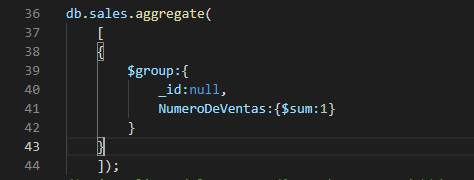 36 db.sales.aggregate(
37 [
38 {
39 $group:{
40 _id:null,
41 NumeroDeVentas:{$sum:1}
42 }
43 }
44 ]);